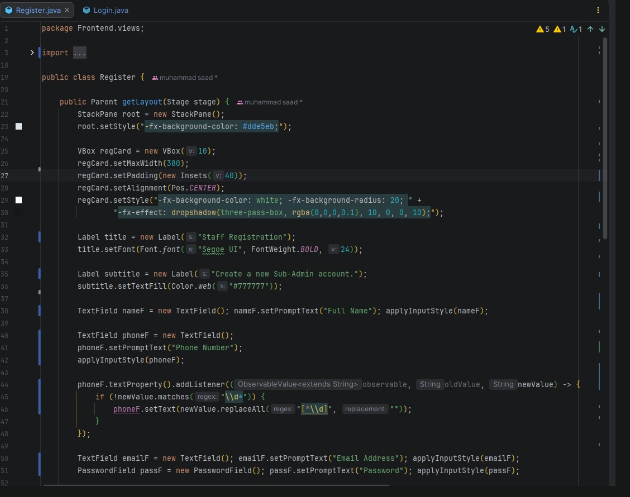 Register.java × Login.java
5 1 1
1 package Frontend.views;
2
3 import ...
18
19 public class Register { muhammad saad *
20
21 public Parent getLayout(Stage stage) { muhammad saad *
22 StackPane root = new StackPane();
23 root.setStyle("-fx-background-color: #dde5eb;");
24
25 VBox regCard = new VBox( v: 10);
26 regCard.setMaxWidth(380);
27 regCard.setPadding(new Insets( v: 40));
28 regCard.setAlignment(Pos.CENTER);
29 regCard.setStyle("-fx-background-color: white; -fx-background-radius: 20; " +
30 "-fx-effect: dropshadow(three-pass-box, rgba(0,0,0,0.1), 10, 0, 0, 10);");
31
32 Label title = new Label( s: "Staff Registration");
33 title.setFont(Font.font( s: "Segoe UI", FontWeight.BOLD, v: 24));
34
35 Label subtitle = new Label( s: "Create a new Sub-Admin account.");
36 subtitle.setTextFill(Color.web( s: "#777777"));
37
38 TextField nameF = new TextField(); nameF.setPromptText("Full Name"); applyInputStyle(nameF);
39
40 TextField phoneF = new TextField();
41 phoneF.setPromptText("Phone Number");
42 applyInputStyle(phoneF);
43
44 phoneF.textProperty().addListener(( ObservableValue<extends String> observable, String oldValue, String newValue) -> {
45 if (!newValue.matches( regex: "\\d*")) {
46 phoneF.setText(newValue.replaceAll( regex: "[^\\d]", replacement: ""));
47 }
48 });
49
50 TextField emailF = new TextField(); emailF.setPromptText("Email Address"); applyInputStyle(emailF);
51 PasswordField passF = new PasswordField(); passF.setPromptText("Password"); applyInputStyle(passF);
52